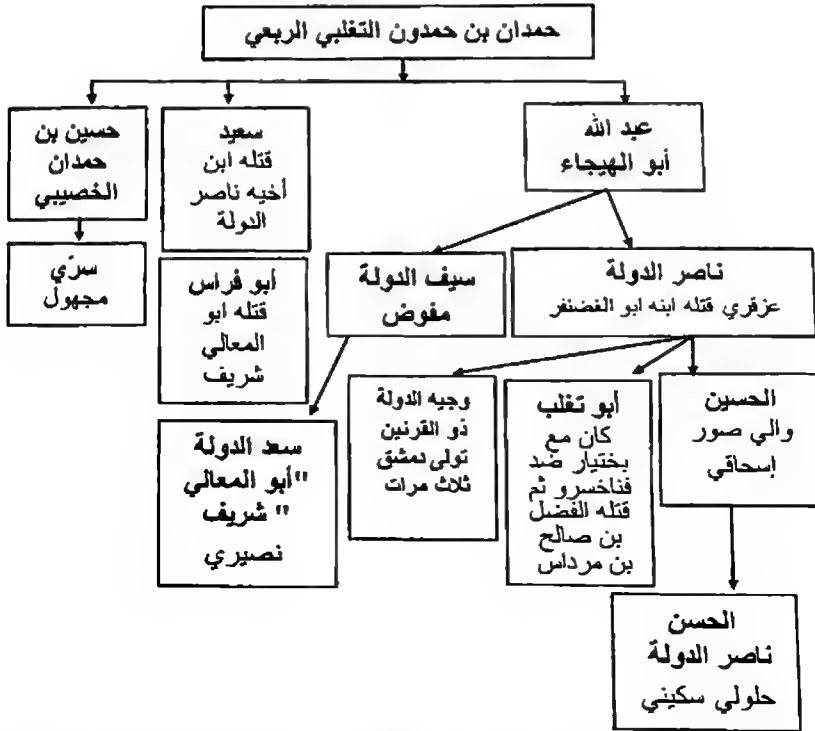 حمدان بن حمدون التغلبي الربعي
عبد الله
أبو الهيجاء
سعيد
قتله ابن
أخيه ناصر
الدولة
حسين بن
حمدان
الخصيبي
ناصر الدولة
عزقري قتله ابنه ابو الغضنفر
سيف الدولة
مفوض
أبو فراس
قتله ابو
المعالي
شريف
سرّي
مجهول
الحسين
والي صور
إسحاقي
أبو تغلب
كان مع
بختيار ضد
فناخسرو ثم
قتله الفضل
بن صالح
بن مرداس
وجيه الدولة
ذو القرنين
تولى دمشق
ثلاث مرات
سعد الدولة
"أبو المعالي
شريف "
نصيري
الحسن
ناصر الدولة
حلولي سكيني